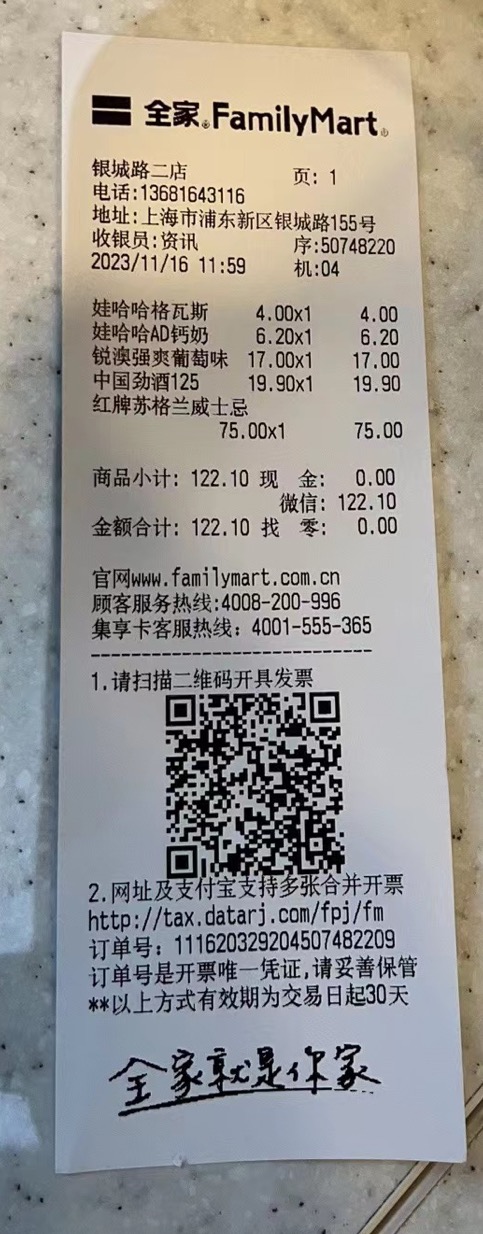 全家 FamilyMart
银城路二店 页: 1
电话:13681643116
地址:上海市浦东新区银城路155号
收银员:资讯 序:50748220
2023/11/16 11:59 机:04
娃哈哈格瓦斯 4.00x1 4.00
娃哈哈AD钙奶 6.20x1 6.20
锐澳强爽葡萄味 17.00x1 17.00
中国劲酒125 19.90x1 19.90
红牌苏格兰威士忌
75.00x1 75.00
商品小计: 122.10 现 金: 0.00
微信: 122.10
金额合计: 122.10 找 零: 0.00
官网www.familymart.com.cn
顾客服务热线:4008-200-996
集享卡客服热线: 4001-555-365
------------------------------
1.请扫描二维码开具发票
2.网址及支付宝支持多张合并开票
http://tax.datarj.com/fpj/fm
订单号: 111620329204507482209
订单号是开票唯一凭证,请妥善保管
**以上方式有效期为交易日起30天
全家就是你家